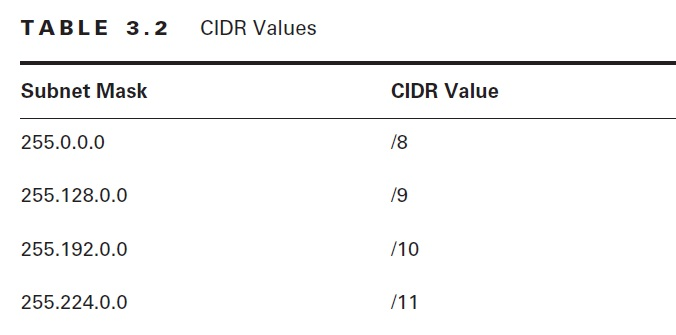 TABLE 3.2 CIDR Values
Subnet Mask CIDR Value
255.0.0.0 /8
255.128.0.0 /9
255.192.0.0 /10
255.224.0.0 /11